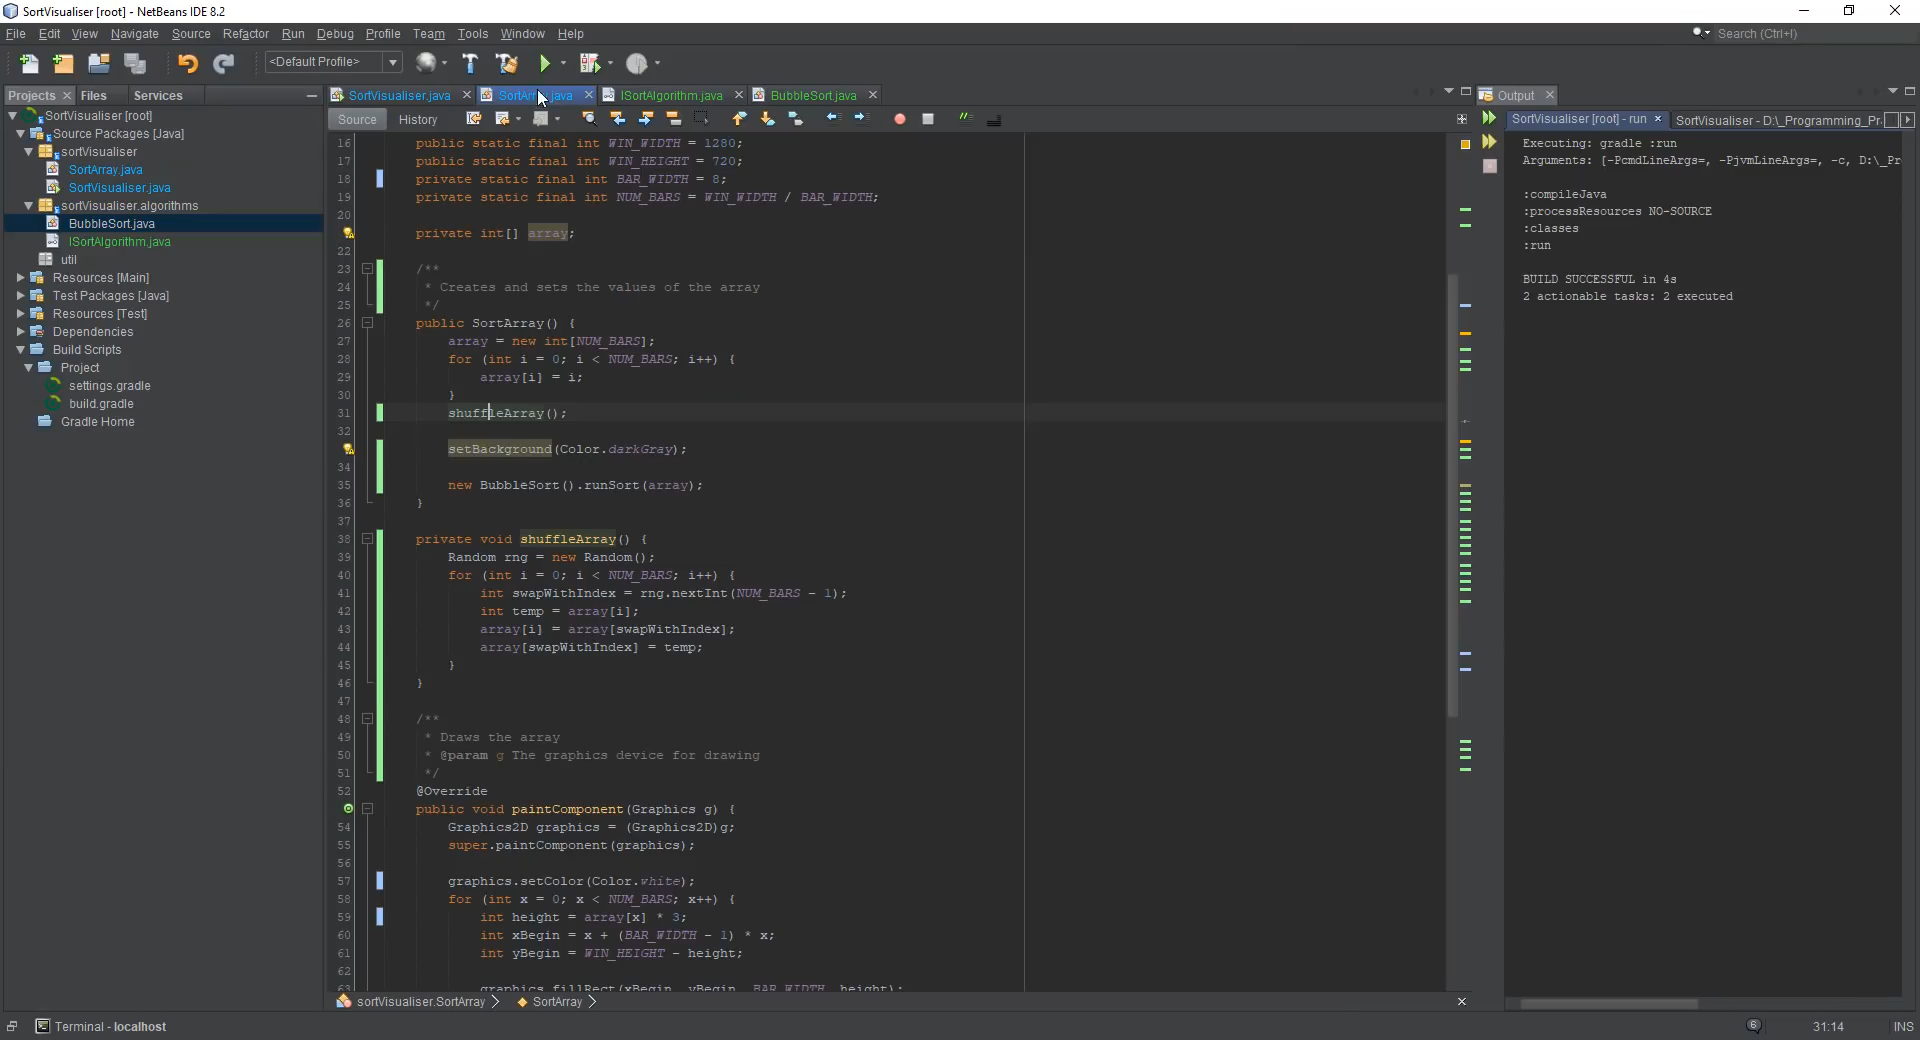 SortVisualiser [root] - NetBeans IDE 8.2
File Edit View Navigate Source Refactor Run Debug Profile Team Tools Window Help
Search (Ctrl+I)
<Default Profile>
Projects Files Services
SortVisualiser [root]
Source Packages [Java]
sortVisualiser
SortArray.java
SortVisualiser.java
sortVisualiser.algorithms
BubbleSort.java
ISortAlgorithm.java
util
Resources [Main]
Test Packages [Java]
Resources [Test]
Dependencies
Build Scripts
Project
settings.gradle
build.gradle
Gradle Home
SortVisualiser.java SortArray.java ISortAlgorithm.java BubbleSort.java
Source History
16 public static final int WIN_WIDTH = 1280;
17 public static final int WIN_HEIGHT = 720;
18 private static final int BAR_WIDTH = 8;
19 private static final int NUM_BARS = WIN_WIDTH / BAR_WIDTH;
20
private int[] array;
22
23 /**
24 * Creates and sets the values of the array
25 */
26 public SortArray() {
27 array = new int[NUM_BARS];
28 for (int i = 0; i < NUM_BARS; i++) {
29 array[i] = i;
30 }
31 shuffleArray();
32
setBackground(Color.darkGray);
34
35 new BubbleSort().runSort(array);
36 }
37
38 private void shuffleArray() {
39 Random rng = new Random();
40 for (int i = 0; i < NUM_BARS; i++) {
41 int swapWithIndex = rng.nextInt(NUM_BARS - 1);
42 int temp = array[i];
43 array[i] = array[swapWithIndex];
44 array[swapWithIndex] = temp;
45 }
46 }
47
48 /**
49 * Draws the array
50 * @param g The graphics device for drawing
51 */
52 @Override
public void paintComponent(Graphics g) {
54 Graphics2D graphics = (Graphics2D)g;
55 super.paintComponent(graphics);
56
57 graphics.setColor(Color.white);
58 for (int x = 0; x < NUM_BARS; x++) {
59 int height = array[x] * 3;
60 int xBegin = x + (BAR_WIDTH - 1) * x;
61 int yBegin = WIN_HEIGHT - height;
62
63 graphics.fillRect(xBegin, yBegin, BAR_WIDTH, height);
sortVisualiser.SortArray SortArray
Output
SortVisualiser [root] - run SortVisualiser - D:\_Programming_Pr
Executing: gradle :run
Arguments: [-PcmdLineArgs=, -PjvmLineArgs=, -c, D:\_Pr
:compileJava
:processResources NO-SOURCE
:classes
:run
BUILD SUCCESSFUL in 4s
2 actionable tasks: 2 executed
Terminal - localhost
6
31:14
INS